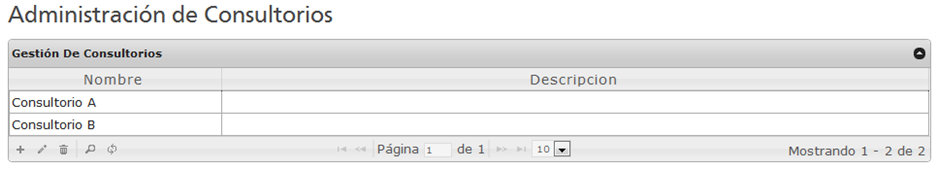 Administración de Consultorios
Gestión De Consultorios
Nombre Descripcion
Consultorio A
Consultorio B
Página 1 de 1 10 Mostrando 1 - 2 de 2